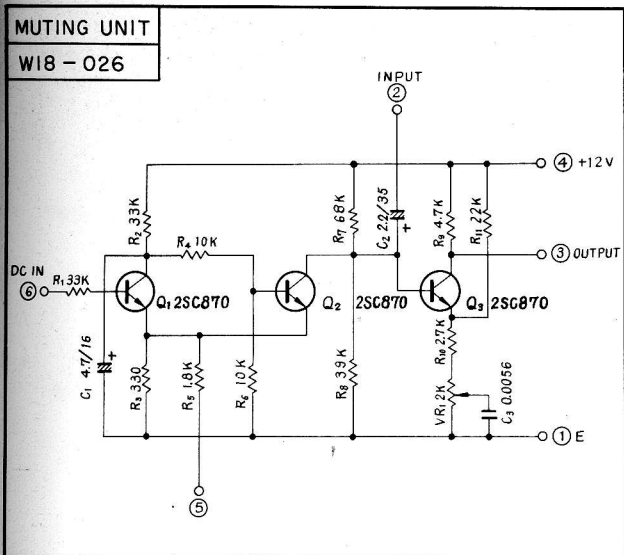 MUTING UNIT
W18-026
INPUT
②
④ +12V
R2 33K
R7 68K
C2 2.2/35
+
R9 4.7K
R11 22K
R4 10K
③ OUTPUT
DC IN
⑥
R1 33K
Q1 2SC870
Q2 2SC870
Q3 2SC870
C1 4.7/16
+
R3 330
R5 1.8K
R6 10K
R8 39K
R10 2.7K
VR1 2K
C3 0.0056
① E
⑤